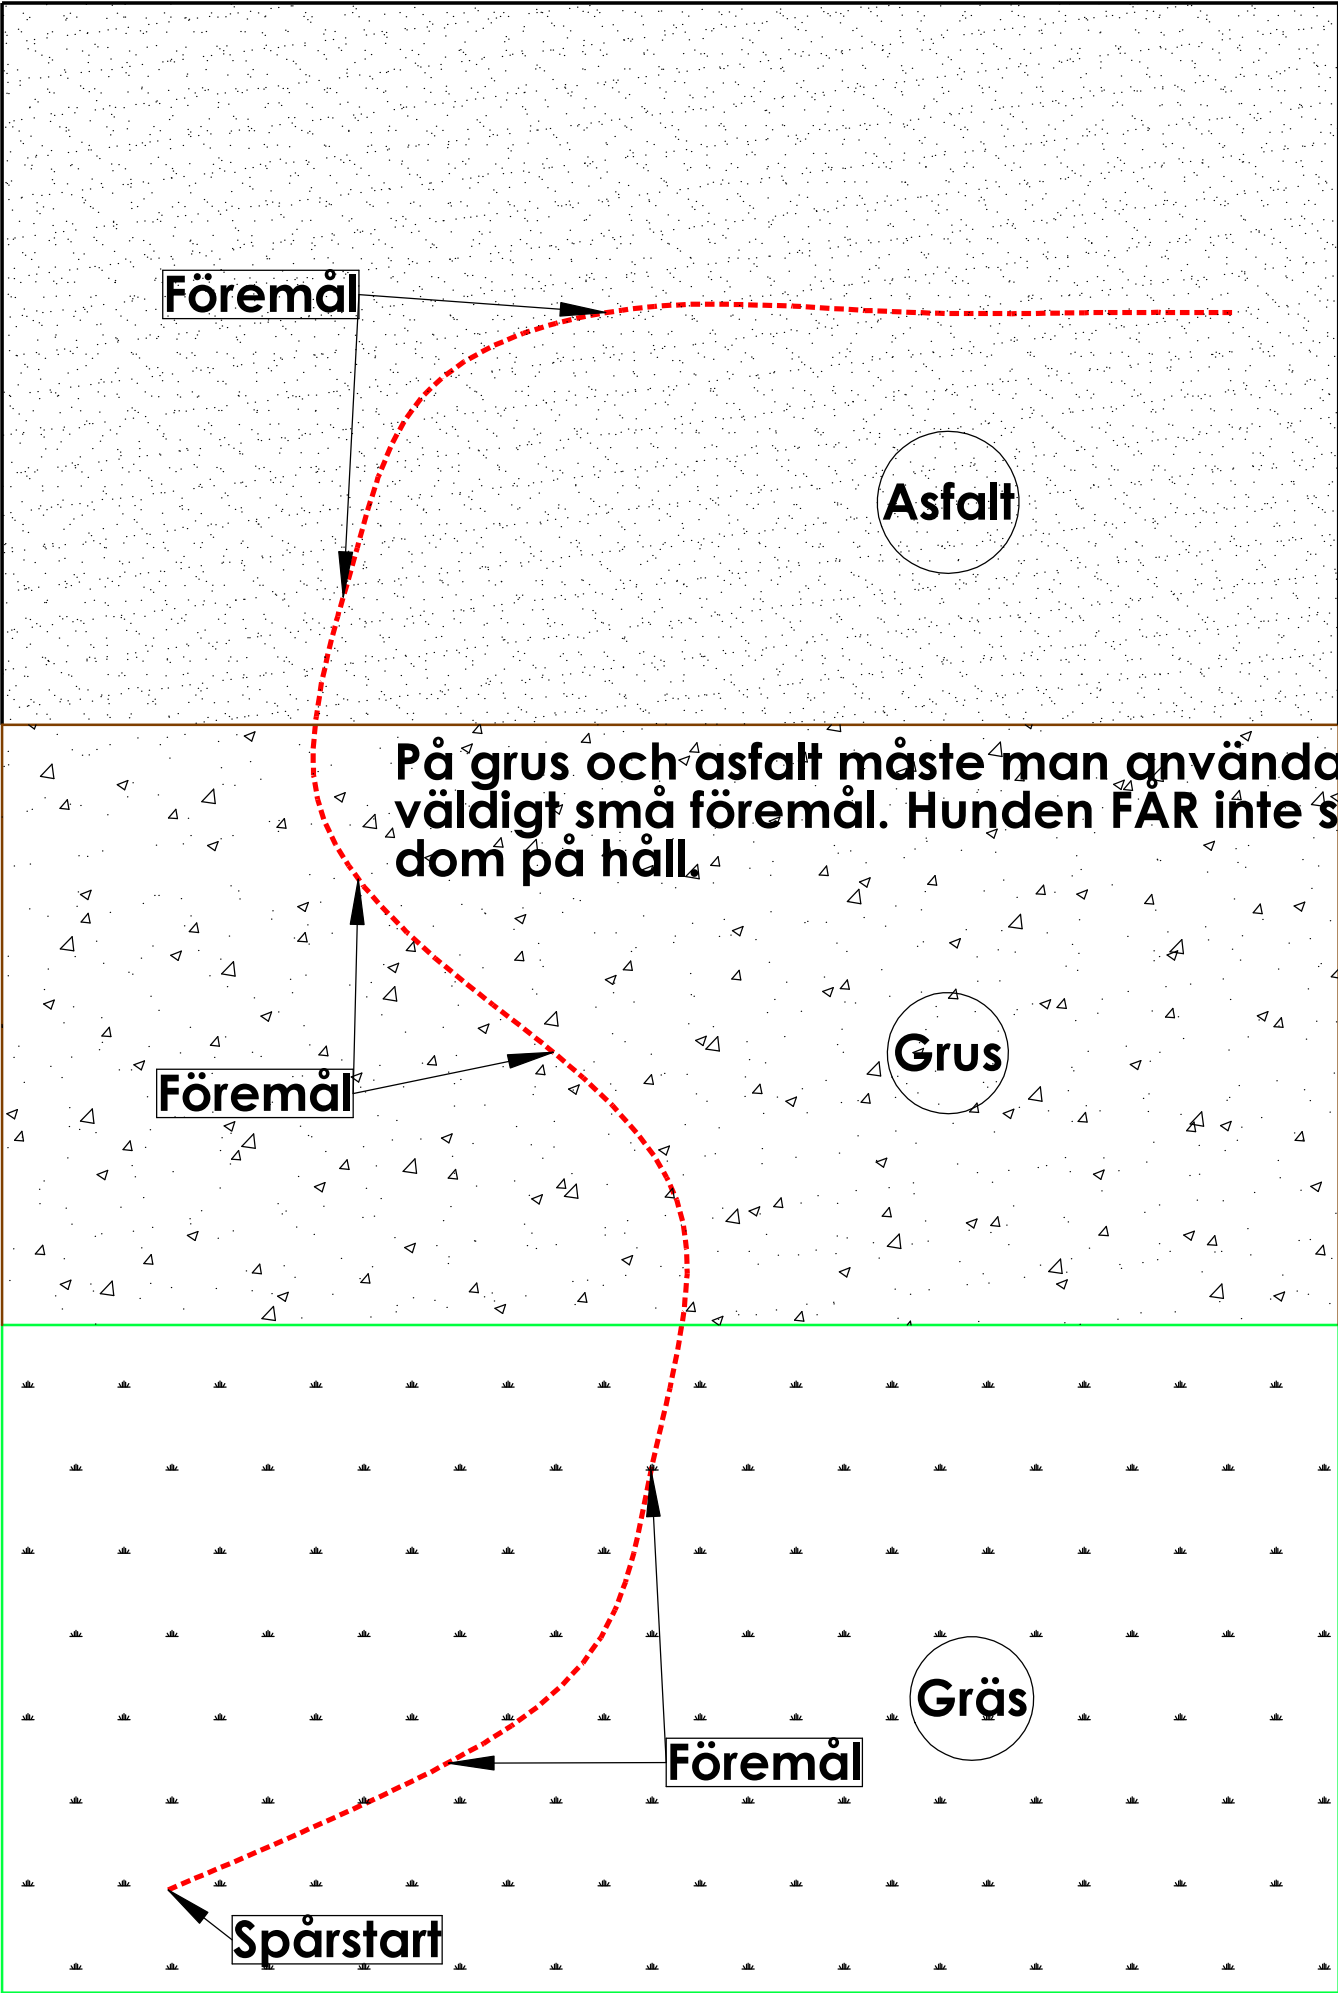 Föremål
Asfalt
På grus och asfalt måste man använda
väldigt små föremål. Hunden FÅR inte
dom på håll.
Grus
Föremål
Gräs
Föremål
Spårstart